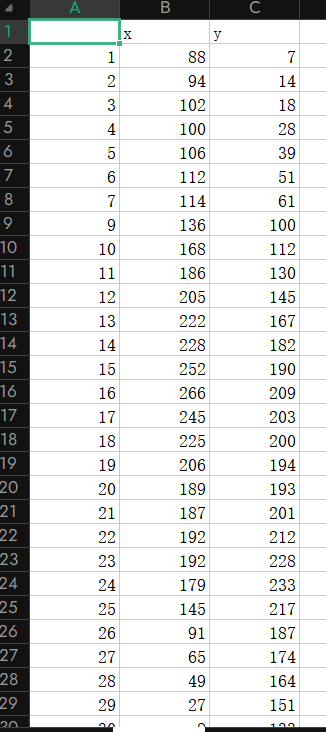 A B C
1 x y
2 1 88 7
3 2 94 14
4 3 102 18
5 4 100 28
6 5 106 39
7 6 112 51
8 7 114 61
9 9 136 100
10 10 168 112
11 11 186 130
12 12 205 145
13 13 222 167
14 14 228 182
15 15 252 190
16 16 266 209
17 17 245 203
18 18 225 200
19 19 206 194
20 20 189 193
21 21 187 201
22 22 192 212
23 23 192 228
24 24 179 233
25 25 145 217
26 26 91 187
27 27 65 174
28 28 49 164
29 29 27 151